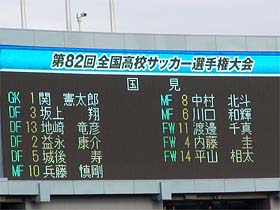 第82回 全国高校サッカー選手権大会
国見
GK 1 関 憲太郎 MF 8 中村 北斗
DF 3 坂上 翔 MF 6 川口 和輝
DF 13 地崎 竜彦 FW 11 渡邊 千真
DF 2 益永 康介 FW 4 内藤 圭
DF 5 城後 寿 FW 14 平山 相太
MF 10 兵藤 慎剛